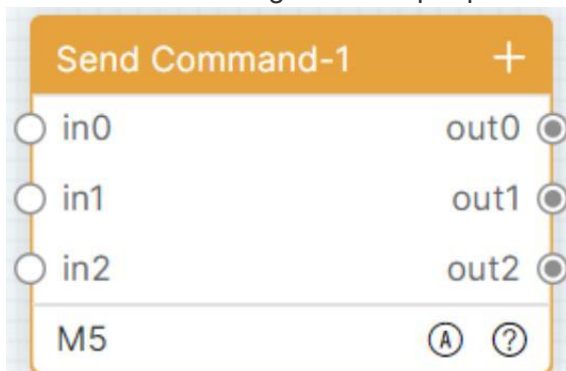 Send Command-1 +
in0 out0
in1 out1
in2 out2
M5 A ?